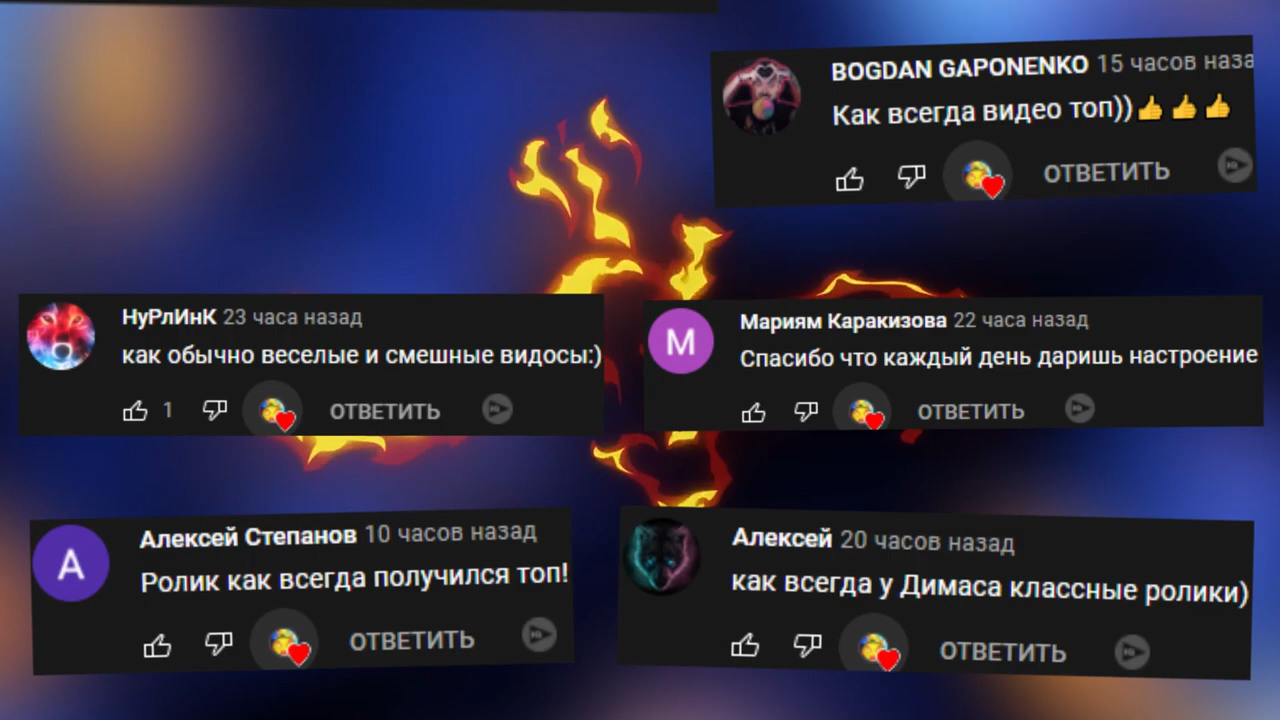 BOGDAN GAPONENKO 15 часов наза
Как всегда видео топ))👍👍👍
ОТВЕТИТЬ
НуРлИнК 23 часа назад
как обычно веселые и смешные видосы:)
1 ОТВЕТИТЬ
М
Мариям Каракизова 22 часа назад
Спасибо что каждый день даришь настроение
ОТВЕТИТЬ
А
Алексей Степанов 10 часов назад
Ролик как всегда получился топ!
ОТВЕТИТЬ
Алексей 20 часов назад
как всегда у Димаса классные ролики)
ОТВЕТИТЬ